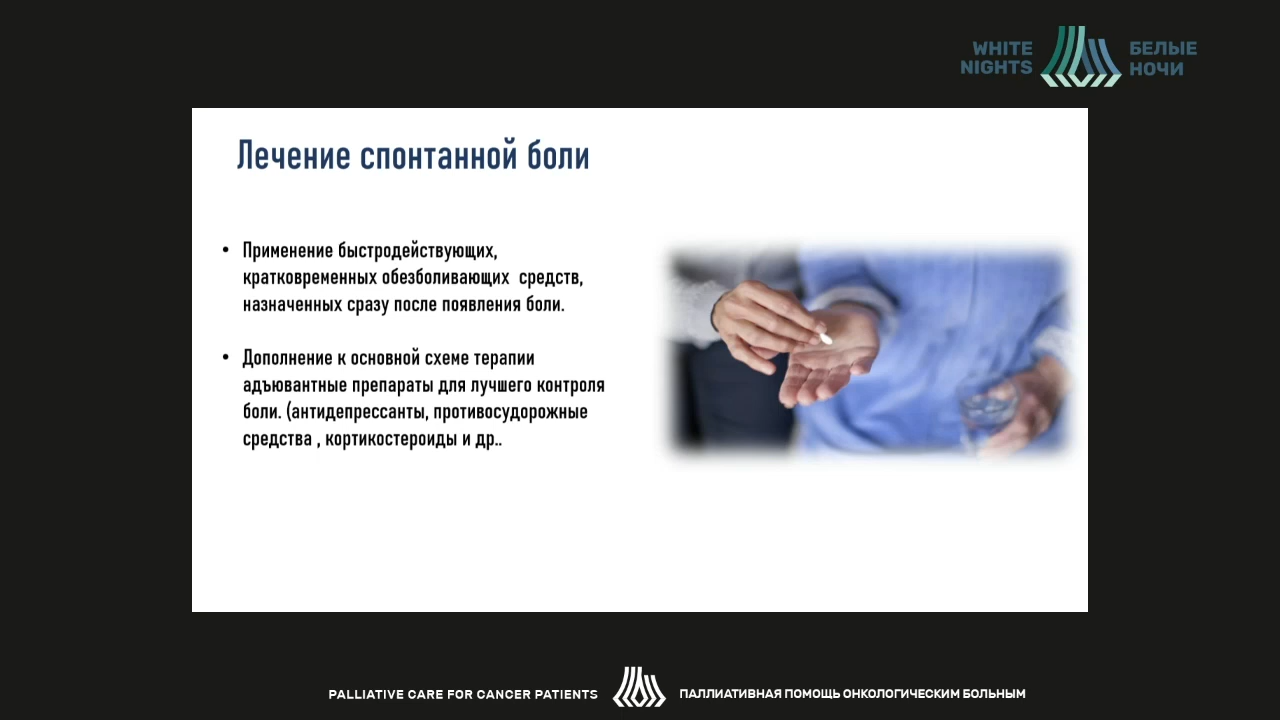 WHITE
NIGHTS
БЕЛЫЕ
НОЧИ
Лечение спонтанной боли
• Применение быстродействующих,
кратковременных обезболивающих  средств,
назначенных сразу после появления боли.
• Дополнение к основной схеме терапии
адъювантные препараты для лучшего контроля
боли. (антидепрессанты, противосудорожные
средства , кортикостероиды и др..
PALLIATIVE CARE FOR CANCER PATIENTS
ПАЛЛИАТИВНАЯ ПОМОЩЬ ОНКОЛОГИЧЕСКИМ БОЛЬНЫМ